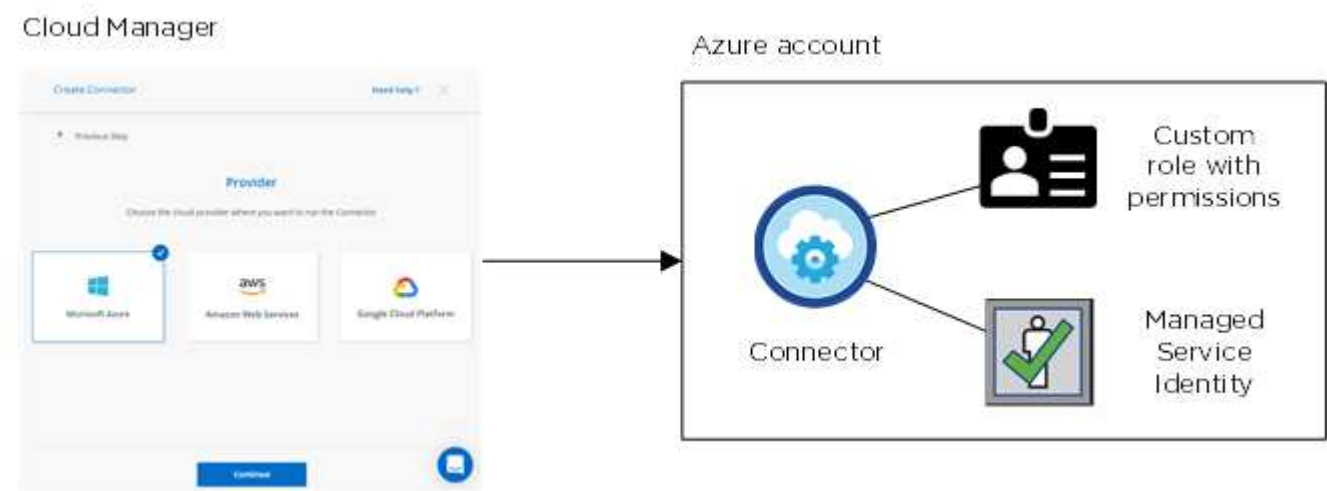 Cloud Manager
Create Connector
Need help?
Previous Step
Provider
Choose the cloud provider where you want to run the Connector
Microsoft Azure
aws
Amazon Web Services
Google Cloud Platform
Continue
Azure account
Custom
role with
permissions
Connector
Managed
Service
Identity